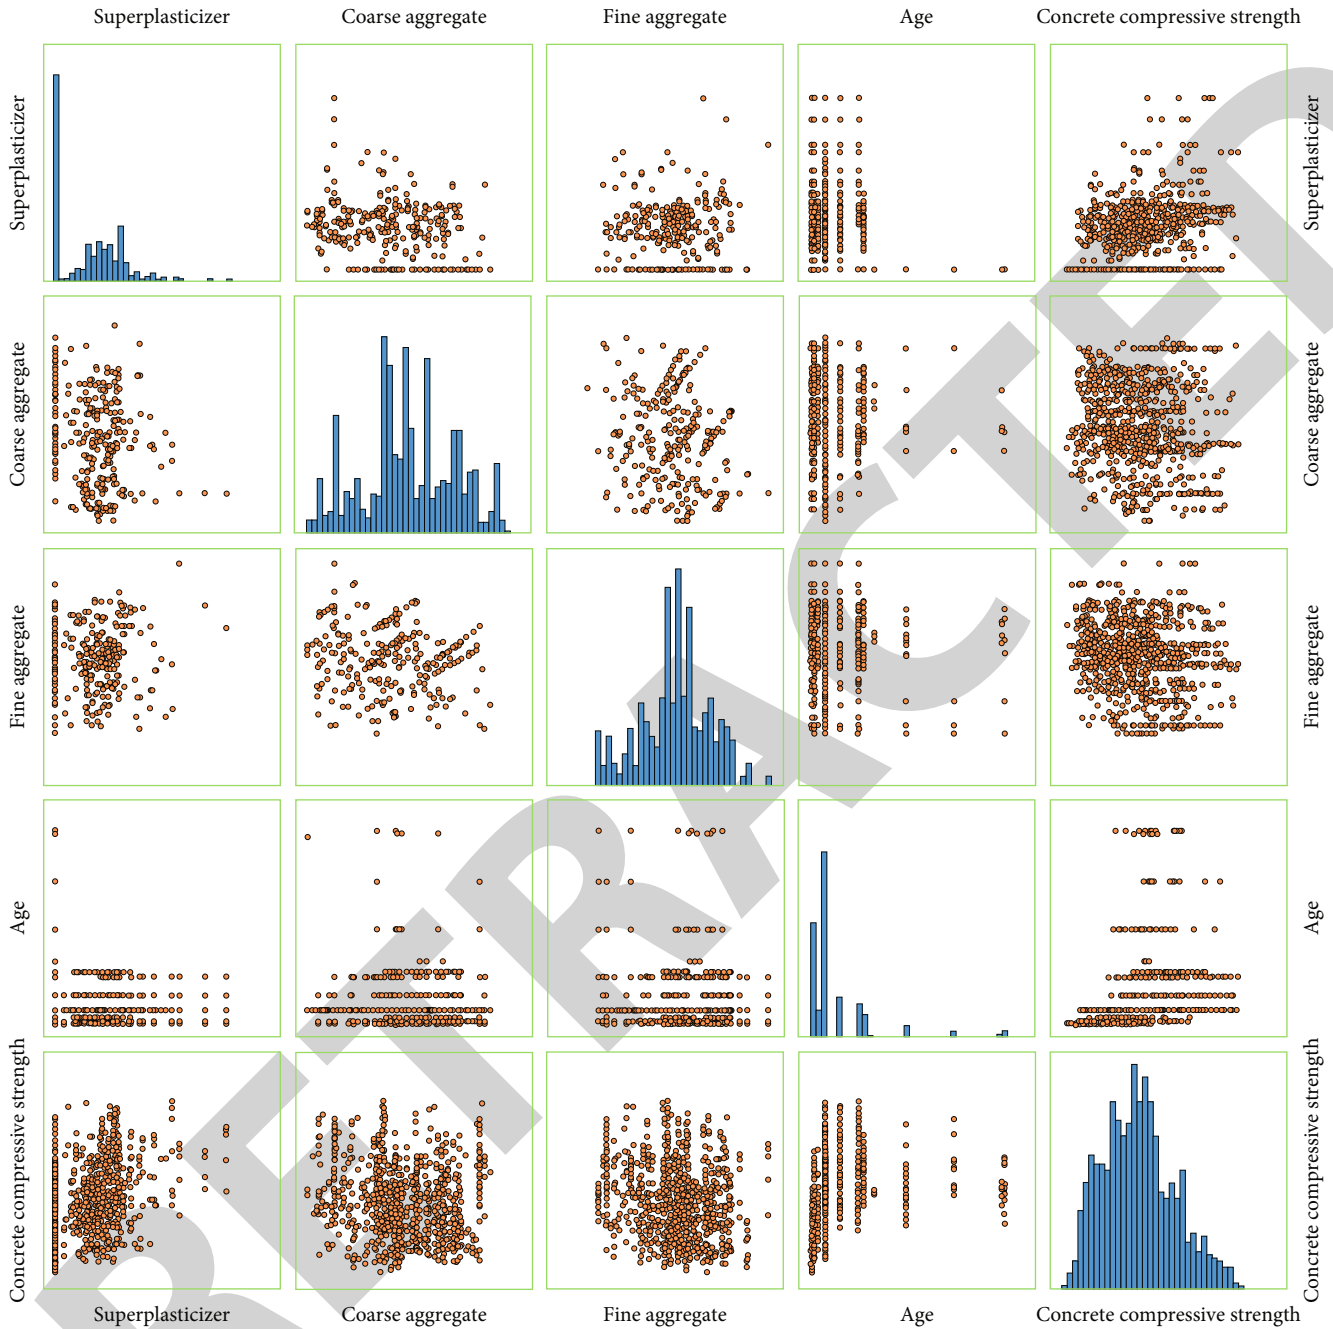 Superplasticizer
Coarse aggregate
Fine aggregate
Age
Concrete compressive strength
Superplasticizer
Superplasticizer
Coarse aggregate
Coarse aggregate
Fine aggregate
Fine aggregate
Age
Age
Concrete compressive strength
Concrete compressive strength
Superplasticizer
Coarse aggregate
Fine aggregate
Age
Concrete compressive strength
RETRACTED